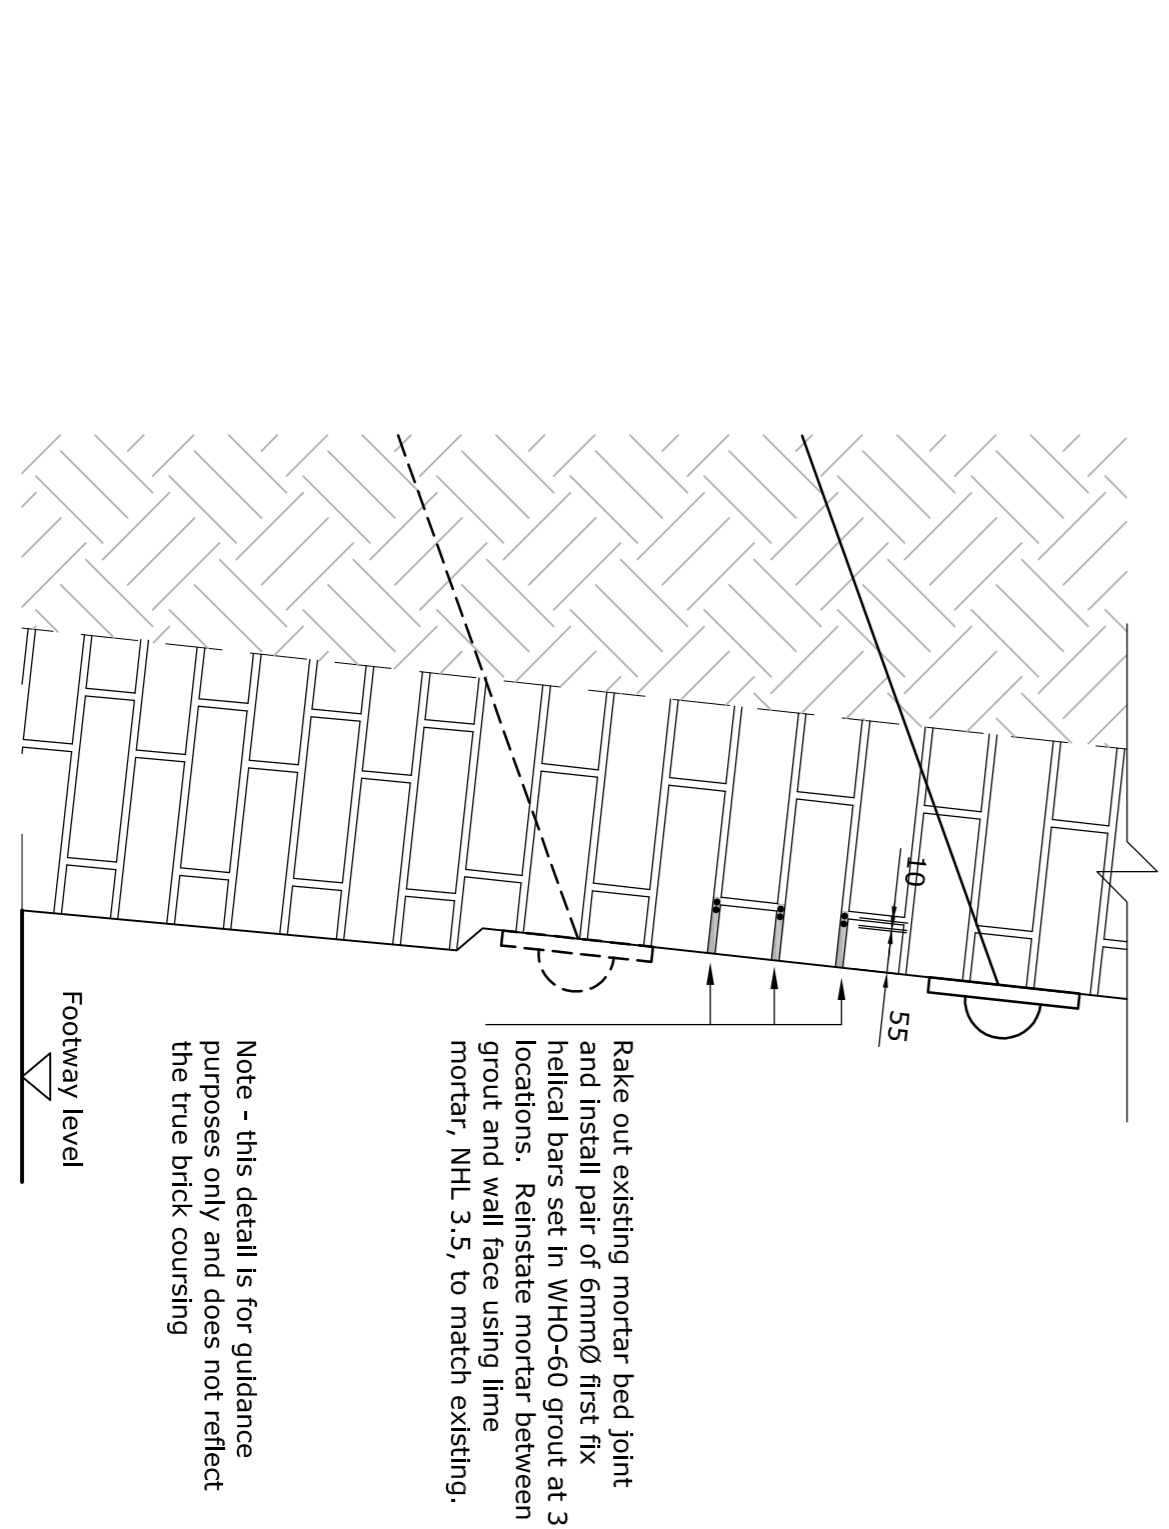 10
55
Rake out existing mortar bed joint
and install pair of 6mmØ first fix
helical bars set in WHO-60 grout at 3
locations. Reinstate mortar between
grout and wall face using lime
mortar, NHL 3.5, to match existing.
Note - this detail is for guidance
purposes only and does not reflect
the true brick coursing
Footway level